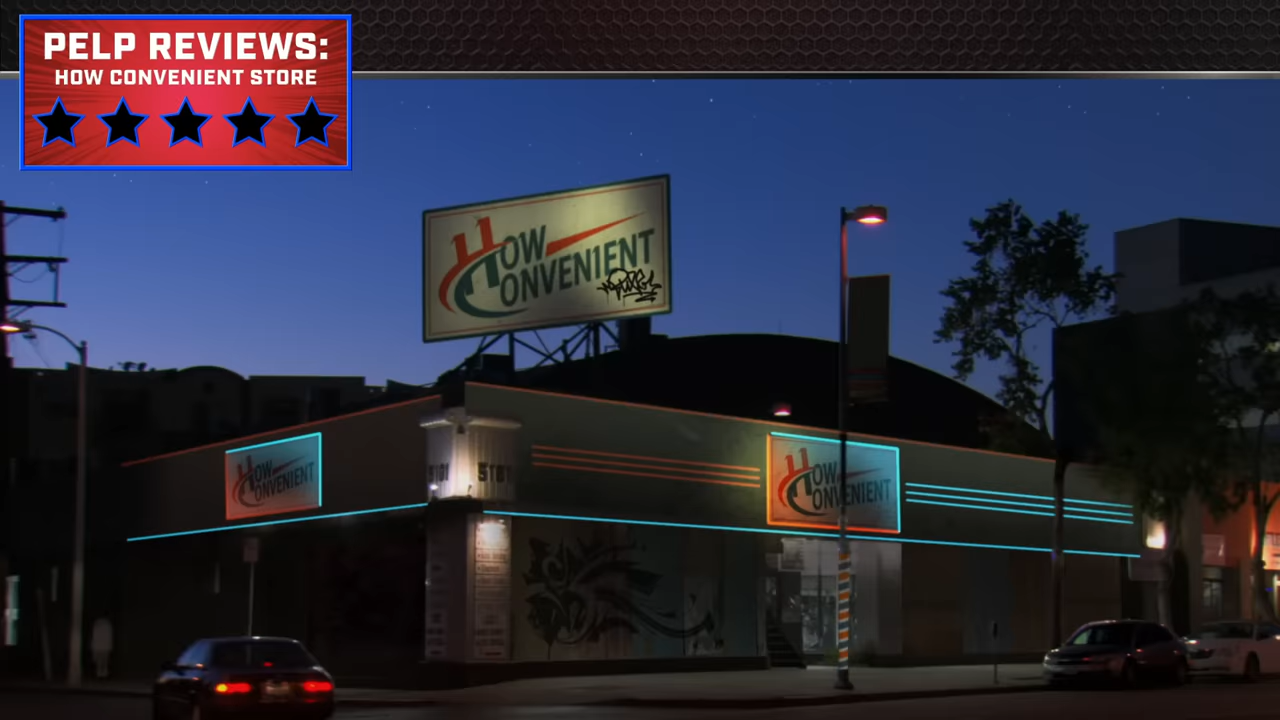 PELP REVIEWS:
HOW CONVENIENT STORE
HOW
CONVENIENT
HOW
CONVENIENT
HOW
CONVENIENT